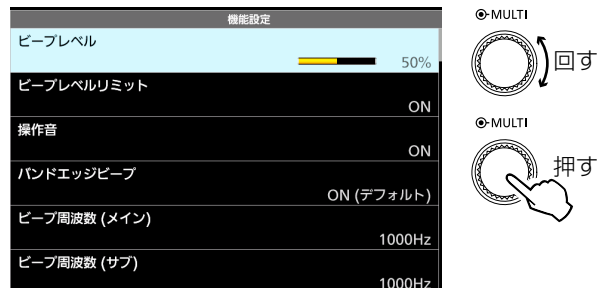 機能設定
ビープレベル
50%
ビープレベルリミット
ON
操作音
ON
バンドエッジビープ
ON (デフォルト)
ビープ周波数 (メイン)
1000Hz
ビープ周波数 (サブ)
1000Hz
MULTI
回す
MULTI
押す